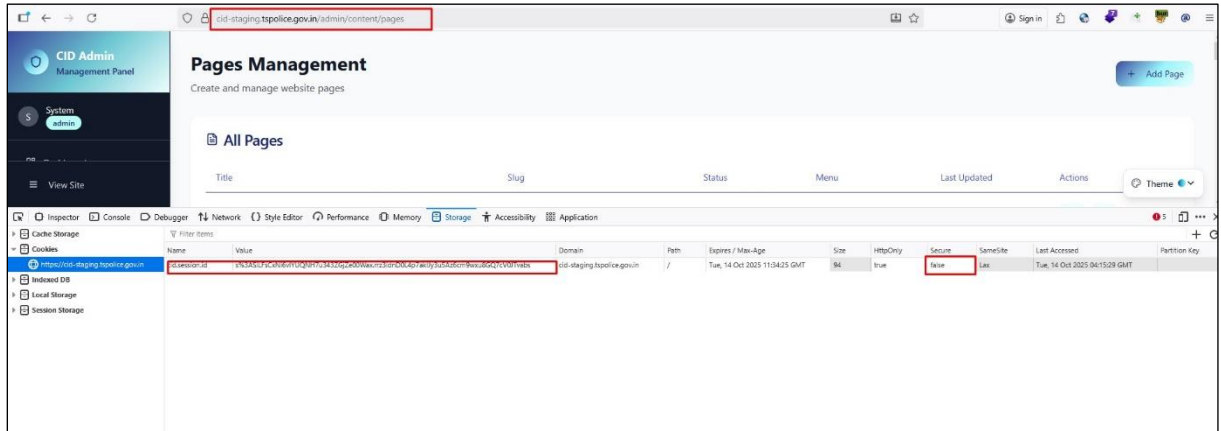 cid-staging.tspolice.gov.in/admin/content/pages
Sign in
CID Admin
Management Panel
Pages Management
Create and manage website pages
+ Add Page
S
System
admin
All Pages
View Site
Title Slug Status Menu Last Updated Actions
Theme
Inspector Console Debugger Network Style Editor Performance Memory Storage Accessibility Application
5
Cache Storage
Filter items
Cookies
Name Value Domain Path Expires / Max-Age Size HttpOnly Secure SameSite Last Accessed Partition Key
https://cid-staging.tspolice.gov.in
cid.session.id cid-staging.tspolice.gov.in / Tue, 14 Oct 2025 11:34:25 GMT 94 true false Lax Tue, 14 Oct 2025 04:15:29 GMT
Indexed DB
Local Storage
Session Storage